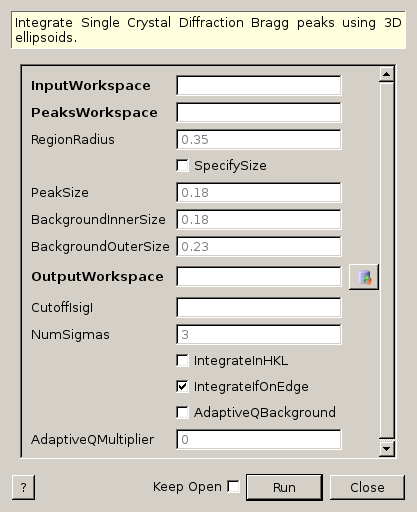 Integrate Single Crystal Diffraction Bragg peaks using 3D
ellipsoids.
InputWorkspace
PeaksWorkspace
RegionRadius 0.35
SpecifySize
PeakSize 0.18
BackgroundInnerSize 0.18
BackgroundOuterSize 0.23
OutputWorkspace
CutoffIsigI
NumSigmas 3
IntegrateInHKL
IntegrateIfOnEdge
AdaptiveQBackground
AdaptiveQMultiplier 0
? Keep Open Run Close